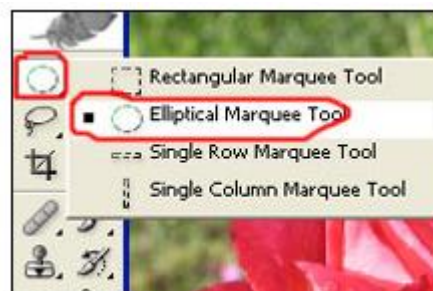 Rectangular Marquee Tool
Elliptical Marquee Tool
Single Row Marquee Tool
Single Column Marquee Tool